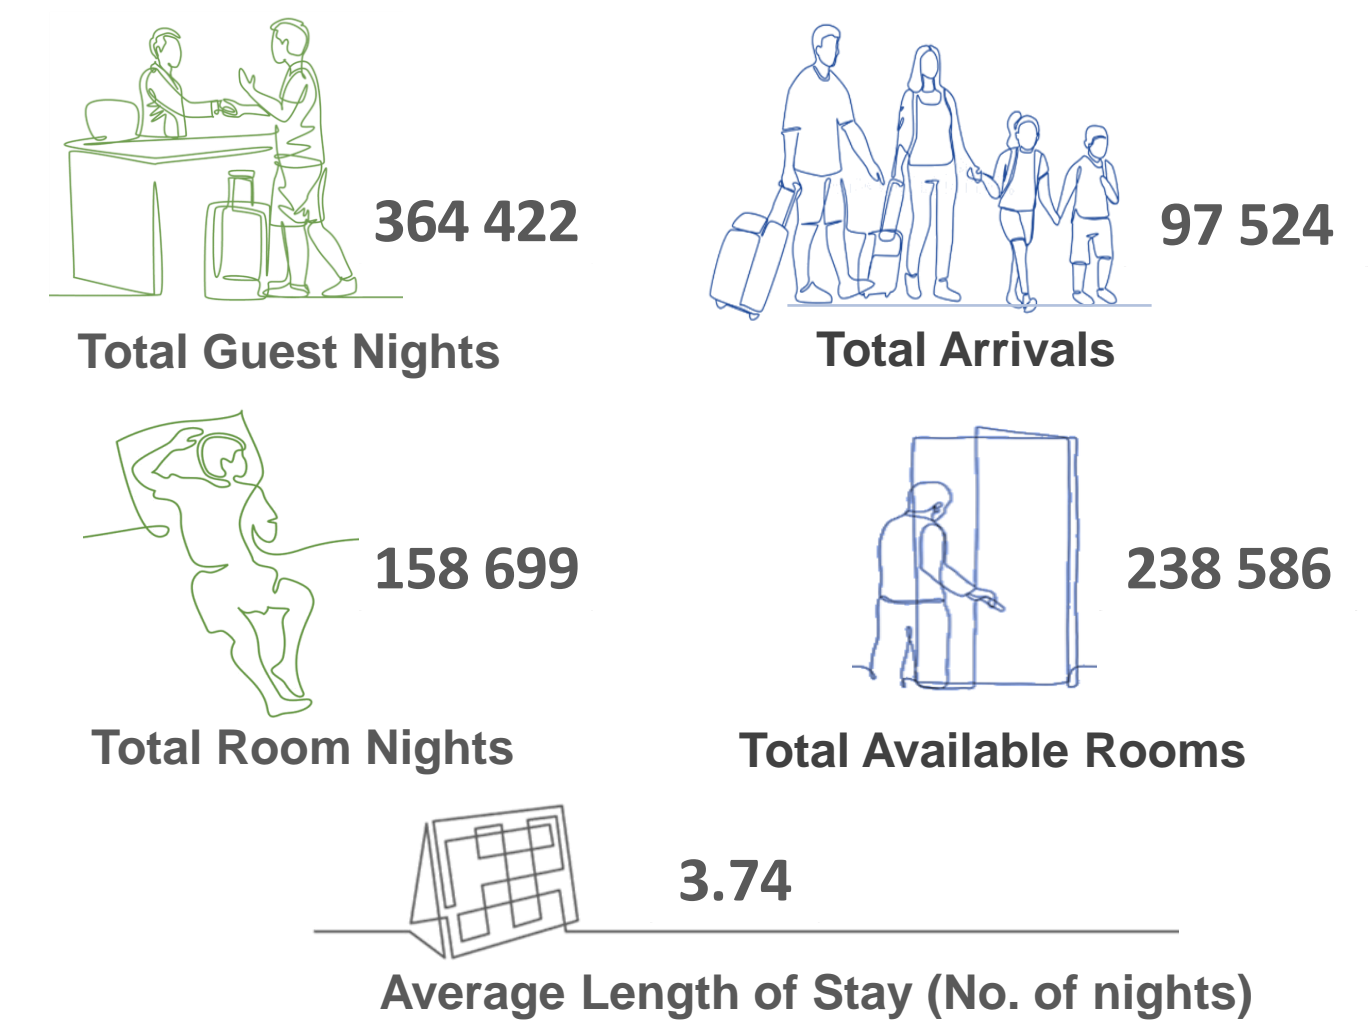 364 422
97 524
Total Guest Nights
Total Arrivals
158 699
238 586
Total Room Nights
Total Available Rooms
3.74
Average Length of Stay (No. of nights)